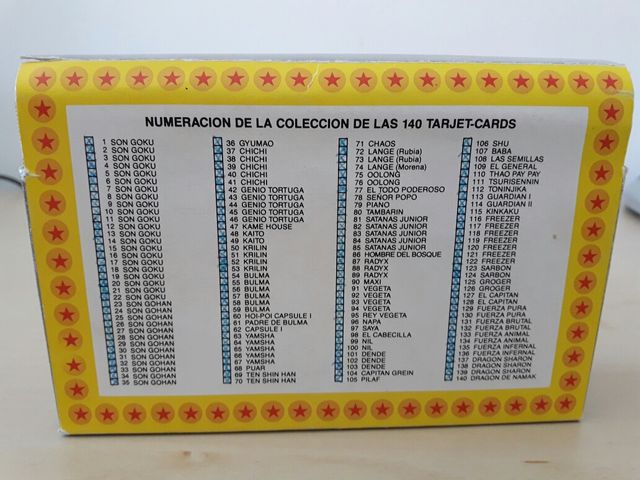 NUMERACION DE LA COLECCION DE LAS 140 TARJET-CARDS
1 SON GOKU
2 SON GOKU
3 SON GOKU
4 SON GOKU
5 SON GOKU
6 SON GOKU
7 SON GOKU
8 SON GOKU
9 SON GOKU
10 SON GOKU
11 SON GOKU
12 SON GOKU
13 SON GOKU
14 SON GOKU
15 SON GOKU
16 SON GOKU
17 SON GOKU
18 SON GOKU
19 SON GOKU
20 SON GOKU
21 SON GOKU
22 SON GOKU
23 SON GOHAN
24 SON GOHAN
25 SON GOHAN
26 SON GOHAN
27 SON GOHAN
28 SON GOHAN
29 SON GOHAN
30 SON GOHAN
31 SON GOHAN
32 SON GOHAN
33 SON GOHAN
34 SON GOHAN
35 SON GOHAN
36 GYUMAO
37 CHICHI
38 CHICHI
39 CHICHI
40 CHICHI
41 CHICHI
42 GENIO TORTUGA
43 GENIO TORTUGA
44 GENIO TORTUGA
45 GENIO TORTUGA
46 GENIO TORTUGA
47 KAME HOUSE
48 KAITO
49 KAITO
50 KRILIN
51 KRILIN
52 KRILIN
53 KRILIN
54 BULMA
55 BULMA
56 BULMA
57 BULMA
58 BULMA
59 BULMA
60 HOI-POI CAPSULE I
61 PADRE DE BULMA
62 CAPSULE I
63 YAMSHA
64 YAMSHA
65 YAMSHA
66 YAMSHA
67 YAMSHA
68 PUAR
69 TEN SHIN HAN
70 TEN SHIN HAN
71 CHAOS
72 LANGE (Rubia)
73 LANGE (Rubia)
74 LANGE (Morena)
75 OOLONG
76 OOLONG
77 EL TODO PODEROSO
78 SEÑOR POPO
79 PIANO
80 TAMBARIN
81 SATANAS JUNIOR
82 SATANAS JUNIOR
83 SATANAS JUNIOR
84 SATANAS JUNIOR
85 SATANAS JUNIOR
86 HOMBRE DEL BOSQUE
87 RADYX
88 RADYX
89 RADYX
90 MAXI
91 VEGETA
92 VEGETA
93 VEGETA
94 VEGETA
95 REY VEGETA
96 NAPA
97 SAYA
98 EL CABECILLA
99 NIL
100 NIL
101 DENDE
102 DENDE
103 DENDE
104 CAPITAN GREIN
105 PILAF
106 SHU
107 BABA
108 LAS SEMILLAS
109 EL GENERAL
110 THAO PAY PAY
111 TSURISENNIN
112 TONINJIKA
113 GUARDIAN I
114 GUARDIAN II
115 KINKAKU
116 FREEZER
117 FREEZER
118 FREEZER
119 FREEZER
120 FREEZER
121 FREEZER
122 FREEZER
123 SARBON
124 SARBON
125 GROGER
126 GROGER
127 EL CAPITAN
128 EL CAPITAN
129 FUERZA PURA
130 FUERZA PURA
131 FUERZA BRUTAL
132 FUERZA BRUTAL
133 FUERZA ANIMAL
134 FUERZA ANIMAL
135 FUERZA INFERNAL
136 FUERZA INFERNAL
137 DRAGON SHARON
138 DRAGON SHARON
139 DRAGON SHARON
140 DRAGON DE NAMAK